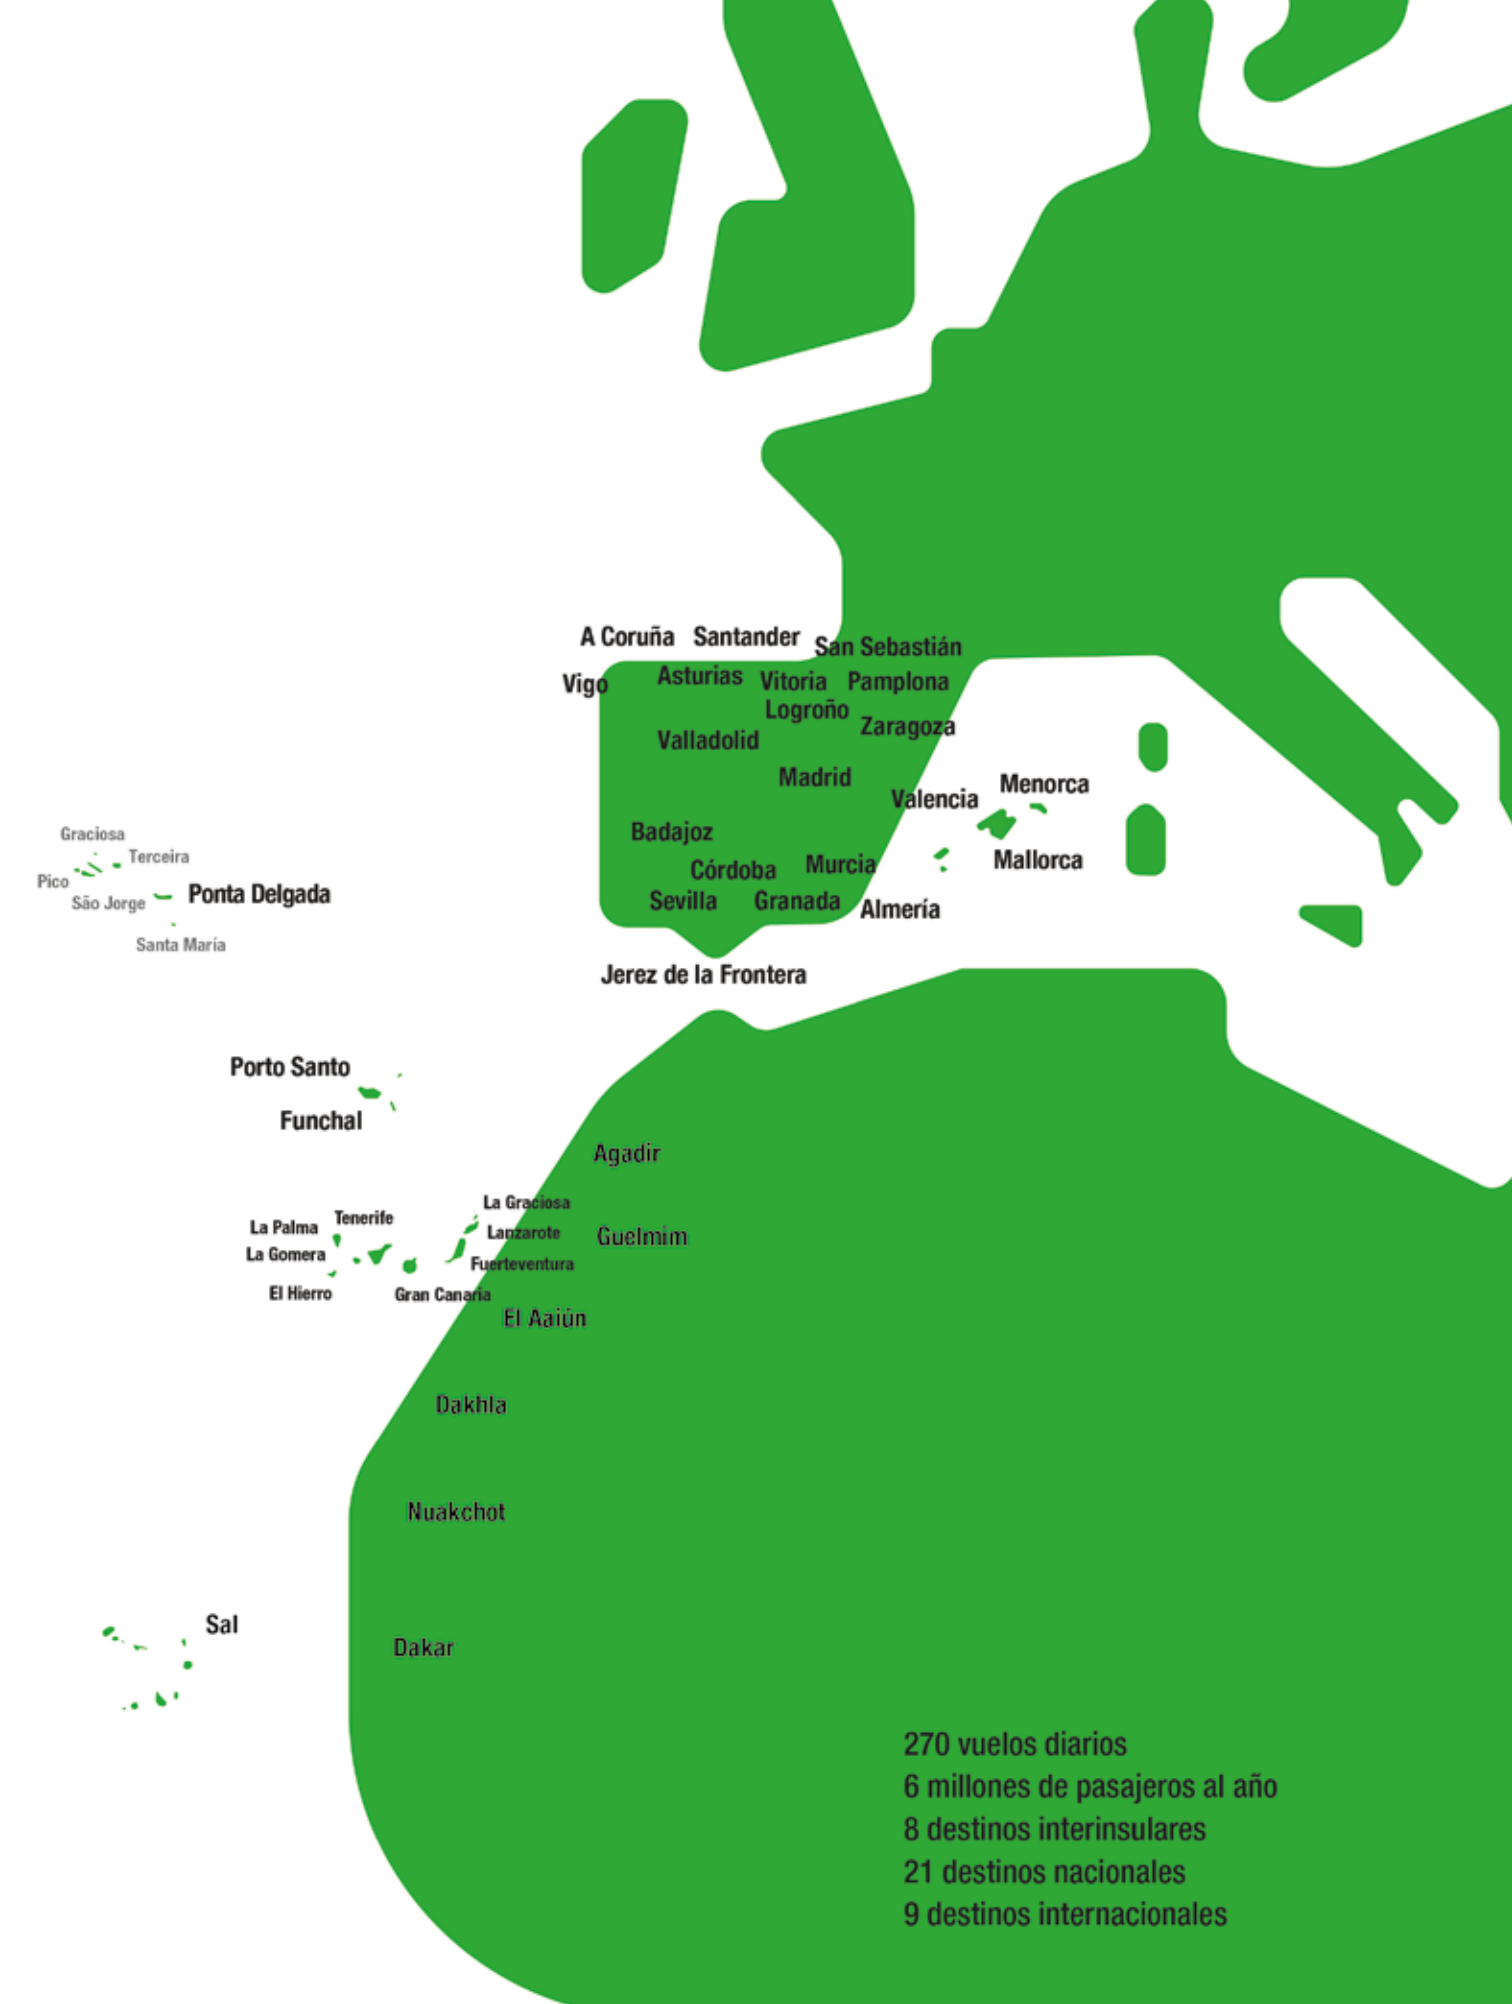 A Coruña
Santander
San Sebastián
Vigo
Asturias
Vitoria
Pamplona
Logroño
Zaragoza
Valladolid
Madrid
Valencia
Menorca
Badajoz
Mallorca
Córdoba
Murcia
Sevilla
Granada
Almería
Jerez de la Frontera
Graciosa
Terceira
Pico
São Jorge
Ponta Delgada
Santa María
Porto Santo
Funchal
Agadir
La Graciosa
La Palma
Tenerife
Lanzarote
Guelmim
La Gomera
Fuerteventura
El Hierro
Gran Canaria
El Aaiún
Dakhla
Nuakchot
Sal
Dakar
270 vuelos diarios
6 millones de pasajeros al año
8 destinos interinsulares
21 destinos nacionales
9 destinos internacionales